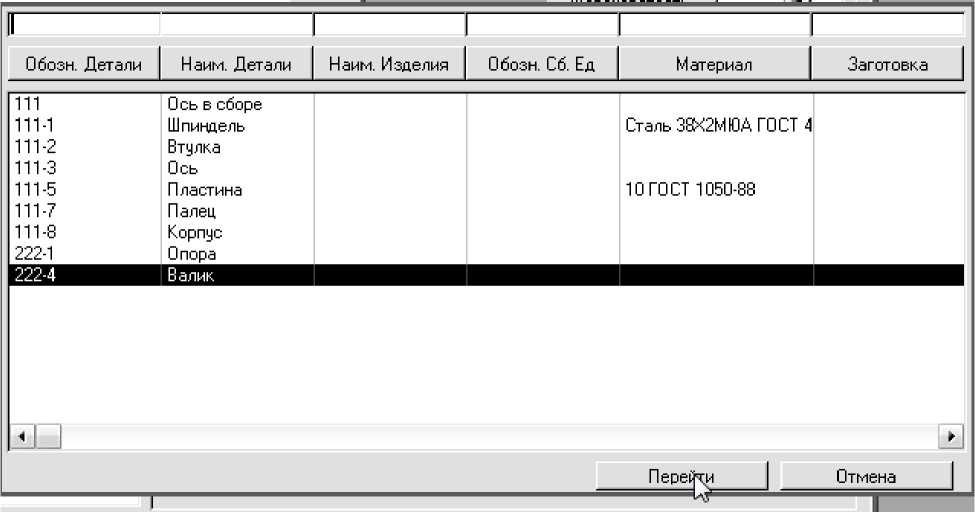 Обозн. Детали Наим. Детали Наим. Изделия Обозн. Сб. Ед Материал Заготовка
111 Ось в сборе
111-1 Шпиндель Сталь 38Х2МЮА ГОСТ 4
111-2 Втулка
111-3 Ось
111-5 Пластина 10 ГОСТ 1050-88
111-7 Палец
111-8 Корпус
222-1 Опора
222-4 Валик
Перейти Отмена